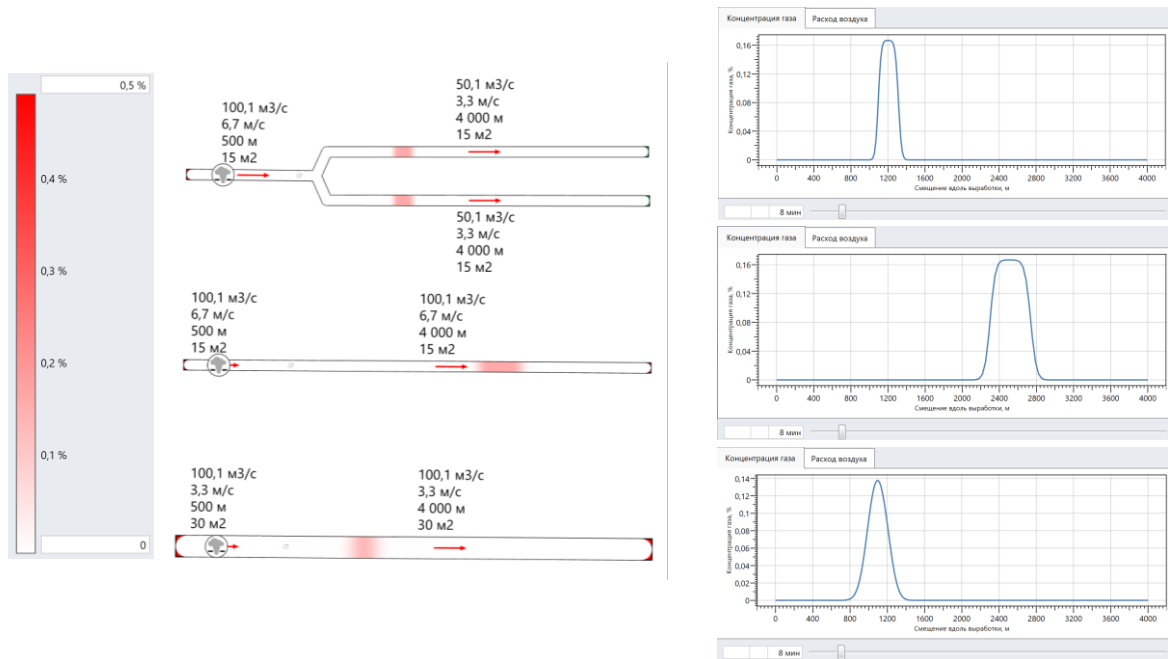 0,5 %
0,4 %
0,3 %
0,2 %
0,1 %
0
100,1 м3/с
6,7 м/с
500 м
15 м2
50,1 м3/с
3,3 м/с
4 000 м
15 м2
50,1 м3/с
3,3 м/с
4 000 м
15 м2
100,1 м3/с
6,7 м/с
500 м
15 м2
100,1 м3/с
6,7 м/с
4 000 м
15 м2
100,1 м3/с
3,3 м/с
500 м
30 м2
100,1 м3/с
3,3 м/с
4 000 м
30 м2
Концентрация газа Расход воздуха
Концентрация газа, %
0,16
0,12
0,08
0,04
0
0 400 800 1200 1600 2000 2400 2800 3200 3600 4000
Смещение вдоль выработки, м
8 мин
Концентрация газа Расход воздуха
Концентрация газа, %
0,16
0,12
0,08
0,04
0
0 400 800 1200 1600 2000 2400 2800 3200 3600 4000
Смещение вдоль выработки, м
8 мин
Концентрация газа Расход воздуха
Концентрация газа, %
0,14
0,12
0,1
0,08
0,06
0,04
0,02
0
0 400 800 1200 1600 2000 2400 2800 3200 3600 4000
Смещение вдоль выработки, м
8 мин